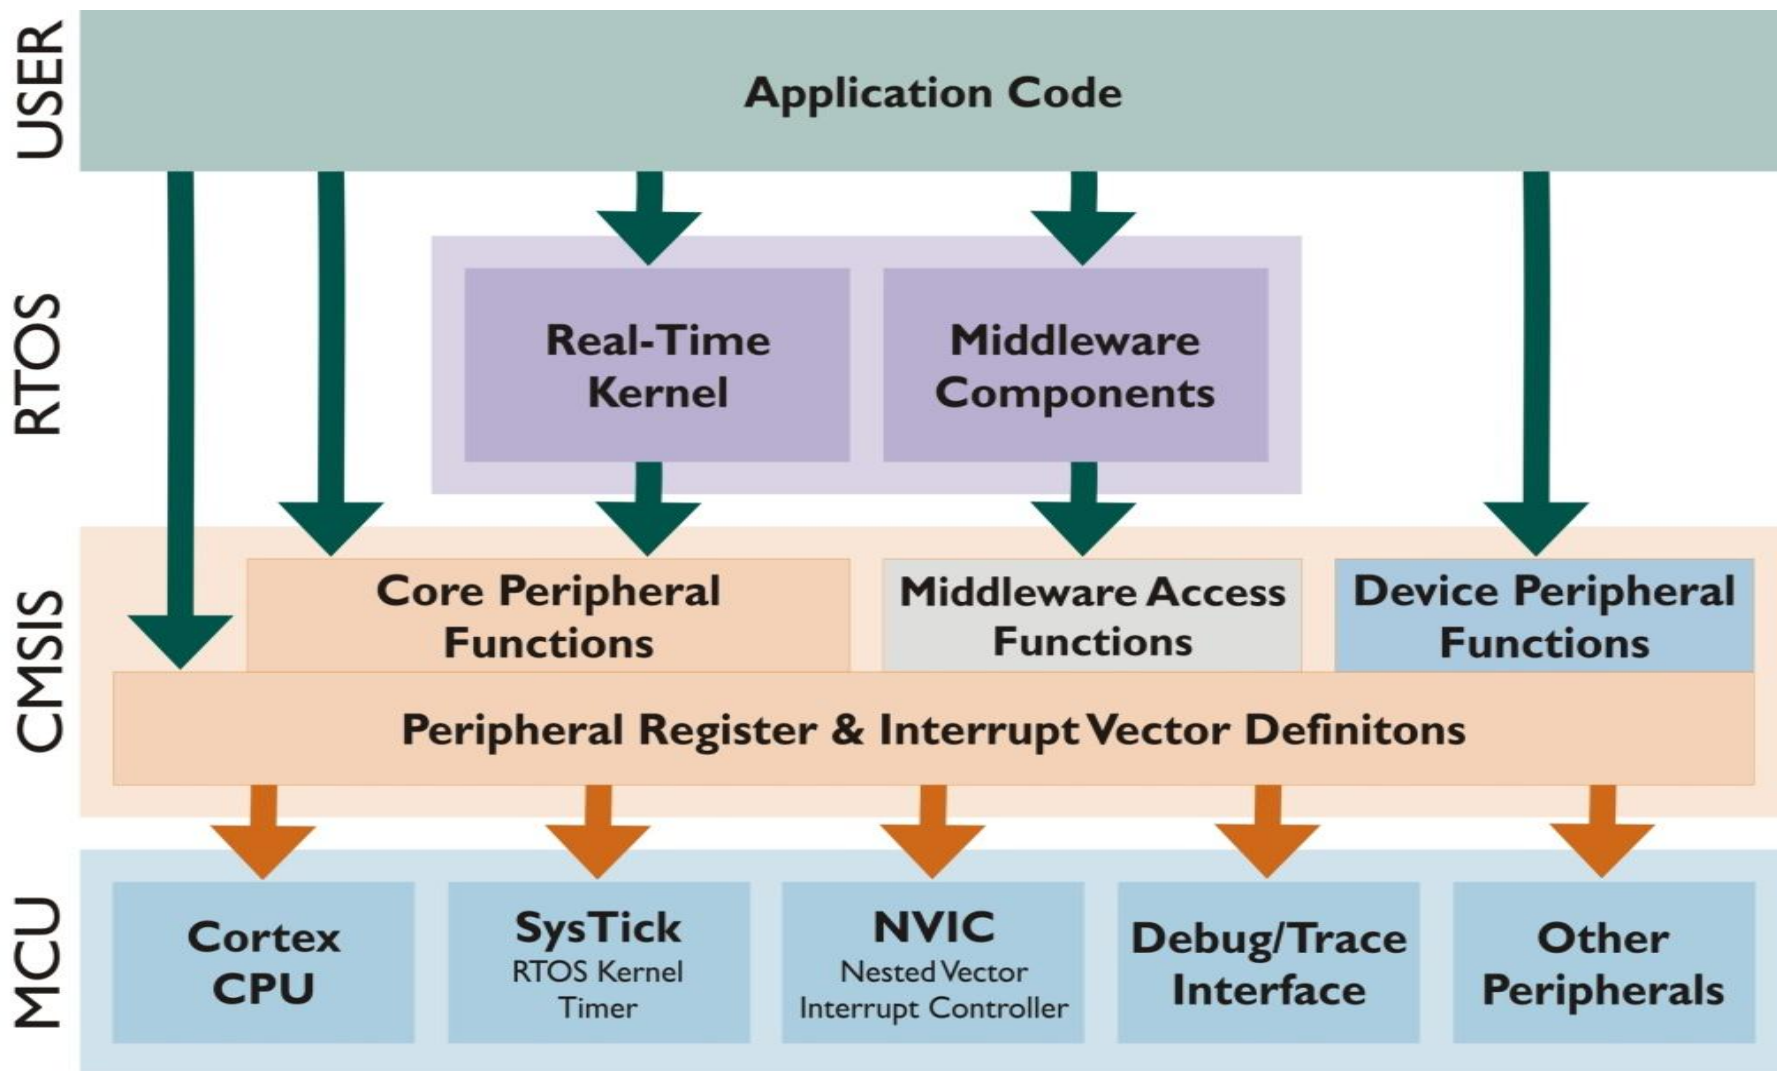 USER
Application Code
RTOS
Real-Time
Kernel
Middleware
Components
CMSIS
Core Peripheral
Functions
Middleware Access
Functions
Device Peripheral
Functions
Peripheral Register & Interrupt Vector Definitons
MCU
Cortex
CPU
SysTick
RTOS Kernel
Timer
NVIC
Nested Vector
Interrupt Controller
Debug/Trace
Interface
Other
Peripherals